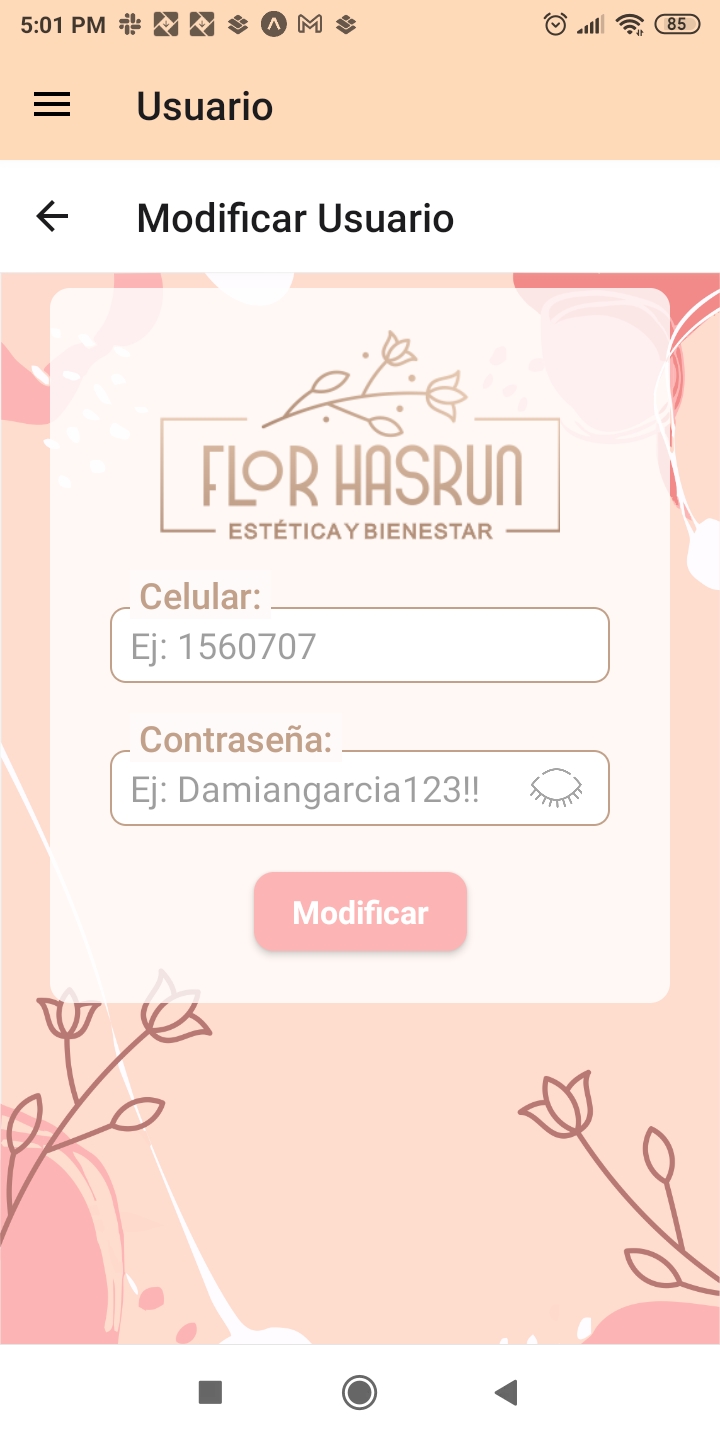 5:01 PM 85
Usuario
Modificar Usuario
FLOR HASRUN
ESTÉTICA Y BIENESTAR
Celular:
Ej: 1560707
Contraseña:
Ej: Damiangarcia123!!
Modificar